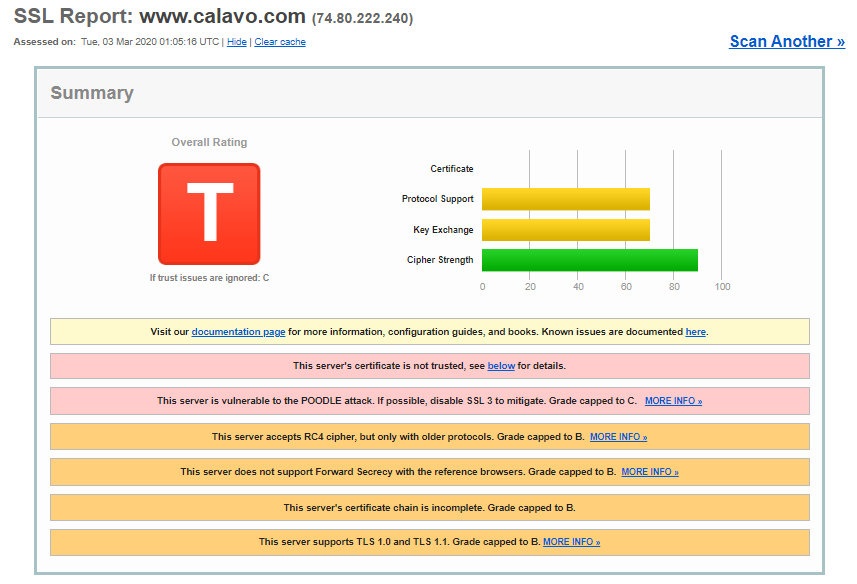 SSL Report: www.calavo.com (74.80.222.240)
Assessed on: Tue, 03 Mar 2020 01:05:16 UTC | Hide | Clear cache
Scan Another »
Summary
Overall Rating
T
If trust issues are ignored: C
Certificate
Protocol Support
Key Exchange
Cipher Strength
0 20 40 60 80 100
Visit our documentation page for more information, configuration guides, and books. Known issues are documented here.
This server's certificate is not trusted, see below for details.
This server is vulnerable to the POODLE attack. If possible, disable SSL 3 to mitigate. Grade capped to C. MORE INFO »
This server accepts RC4 cipher, but only with older protocols. Grade capped to B. MORE INFO »
This server does not support Forward Secrecy with the reference browsers. Grade capped to B. MORE INFO »
This server's certificate chain is incomplete. Grade capped to B.
This server supports TLS 1.0 and TLS 1.1. Grade capped to B. MORE INFO »